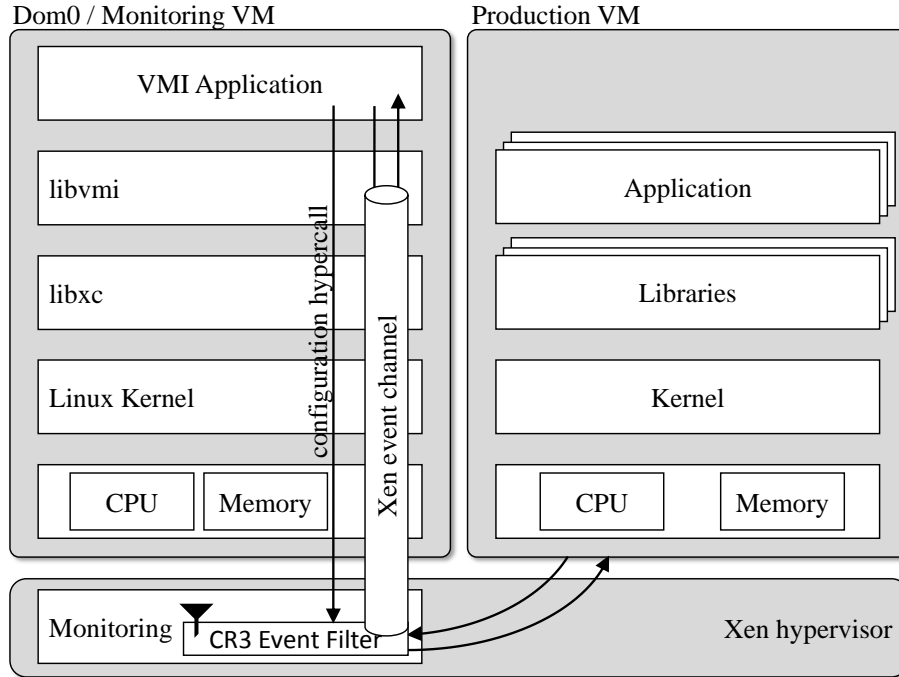 Dom0 / Monitoring VM
VMI Application
libvmi
libxc
Linux Kernel
CPU
Memory
configuration hypercall
Xen event channel
Production VM
Application
Libraries
Kernel
CPU
Memory
Monitoring
CR3 Event Filter
Xen hypervisor